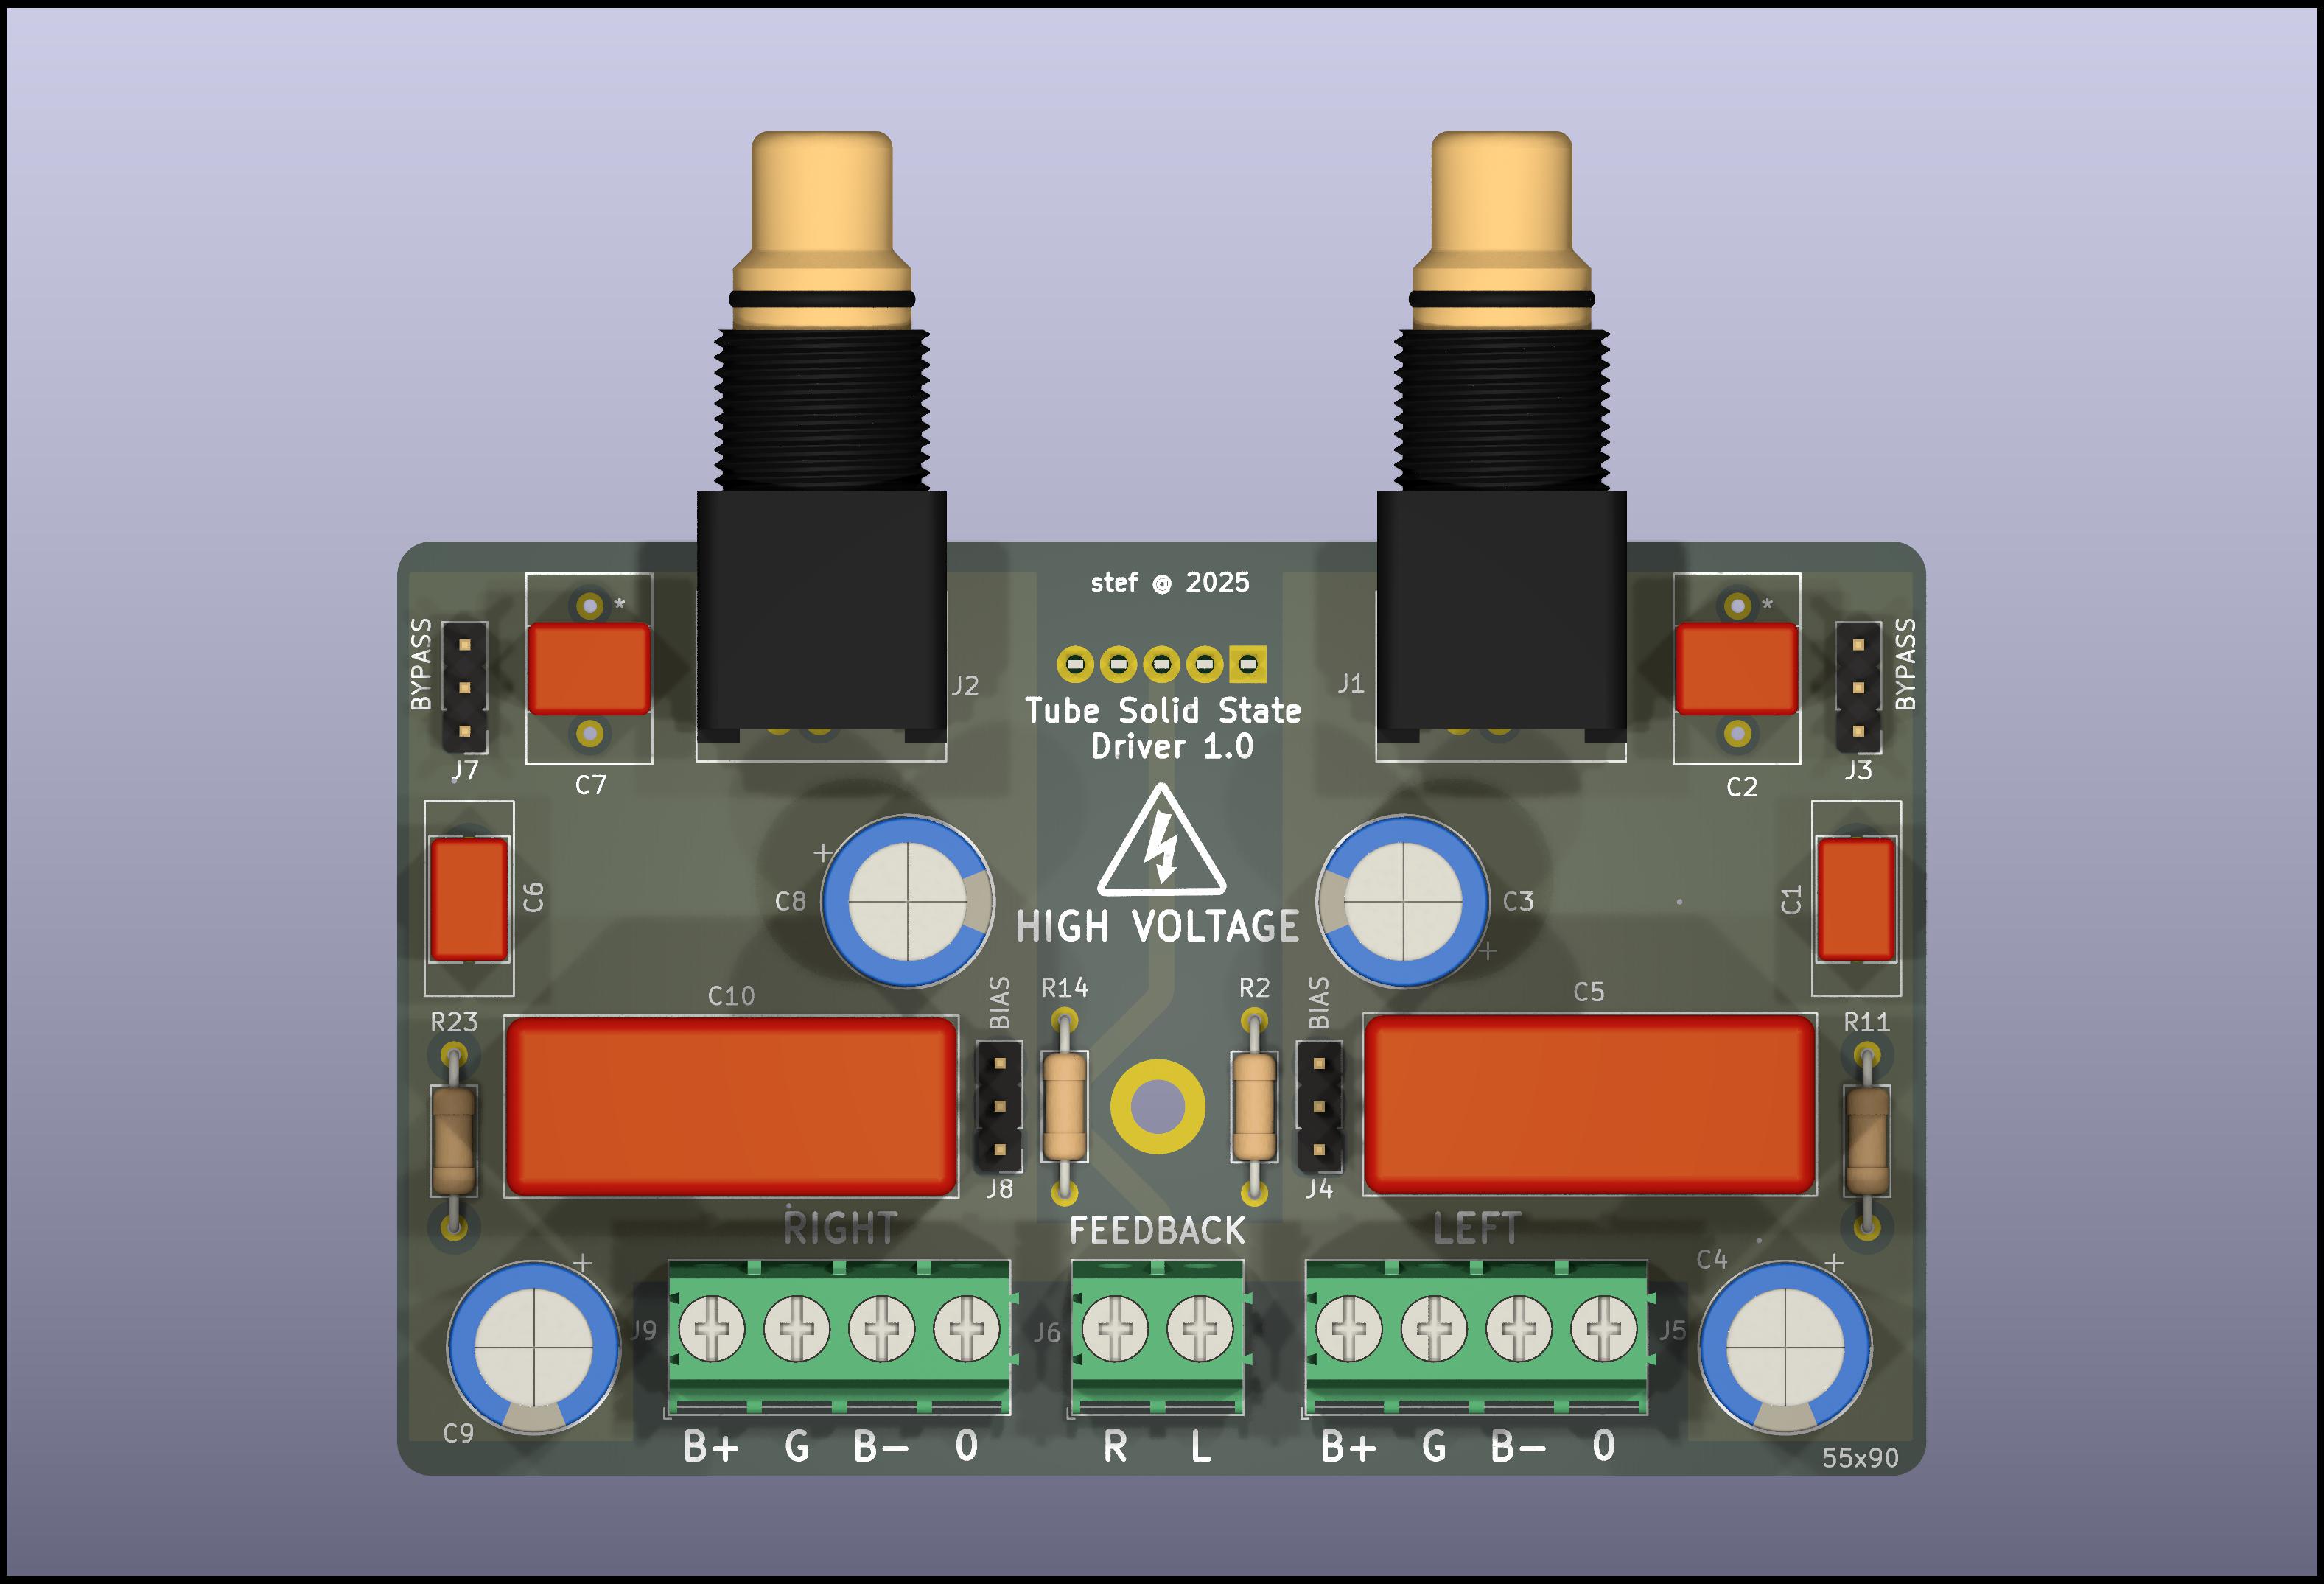 stef @ 2025
BYPASS
BYPASS
J2
J1
Tube Solid State
Driver 1.0
J7
*
C7
*
C2
J3
HIGH VOLTAGE
+
C8
C3
+
C6
C1
C10
BIAS
R14
R2
BIAS
C5
R23
R11
J8
J4
RIGHT
FEEDBACK
LEFT
+
C4
+
J9
J6
J5
C9
B+ G B- O
R L
B+ G B- O
55x90